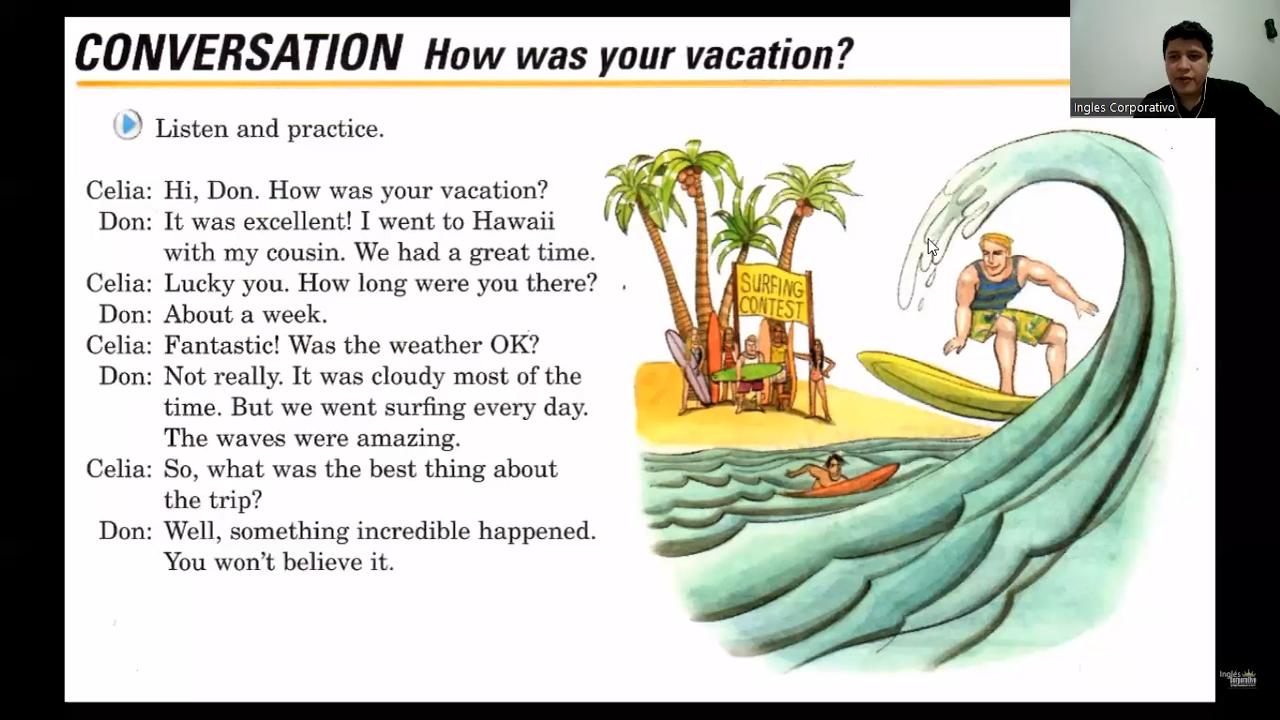 CONVERSATION How was your vacation?
Ingles Corporativo
Listen and practice.
Celia: Hi, Don. How was your vacation?
Don: It was excellent! I went to Hawaii
with my cousin. We had a great time.
Celia: Lucky you. How long were you there?
Don: About a week.
Celia: Fantastic! Was the weather OK?
Don: Not really. It was cloudy most of the
time. But we went surfing every day.
The waves were amazing.
Celia: So, what was the best thing about
the trip?
Don: Well, something incredible happened.
You won't believe it.
SURFING
CONTEST
Inglés
Corporativo